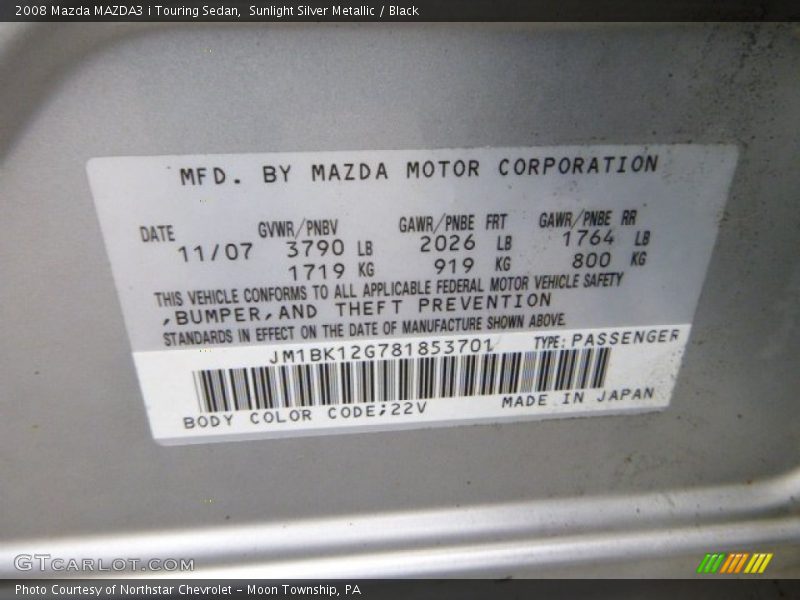 2008 Mazda MAZDA3 i Touring Sedan,  Sunlight Silver Metallic / Black
MFD. BY MAZDA MOTOR CORPORATION
DATE GVWR/PNBV GAWR/PNBE FRT GAWR/PNBE RR
11/07 3790 LB 2026 LB 1764 LB
1719 KG 919 KG 800 KG
THIS VEHICLE CONFORMS TO ALL APPLICABLE FEDERAL MOTOR VEHICLE SAFETY
,BUMPER,AND THEFT PREVENTION
STANDARDS IN EFFECT ON THE DATE OF MANUFACTURE SHOWN ABOVE.
JM1BK12G781853701 TYPE: PASSENGER
BODY COLOR CODE;22V MADE IN JAPAN
GTCARLOT.COM
Photo Courtesy of Northstar Chevrolet - Moon Township, PA